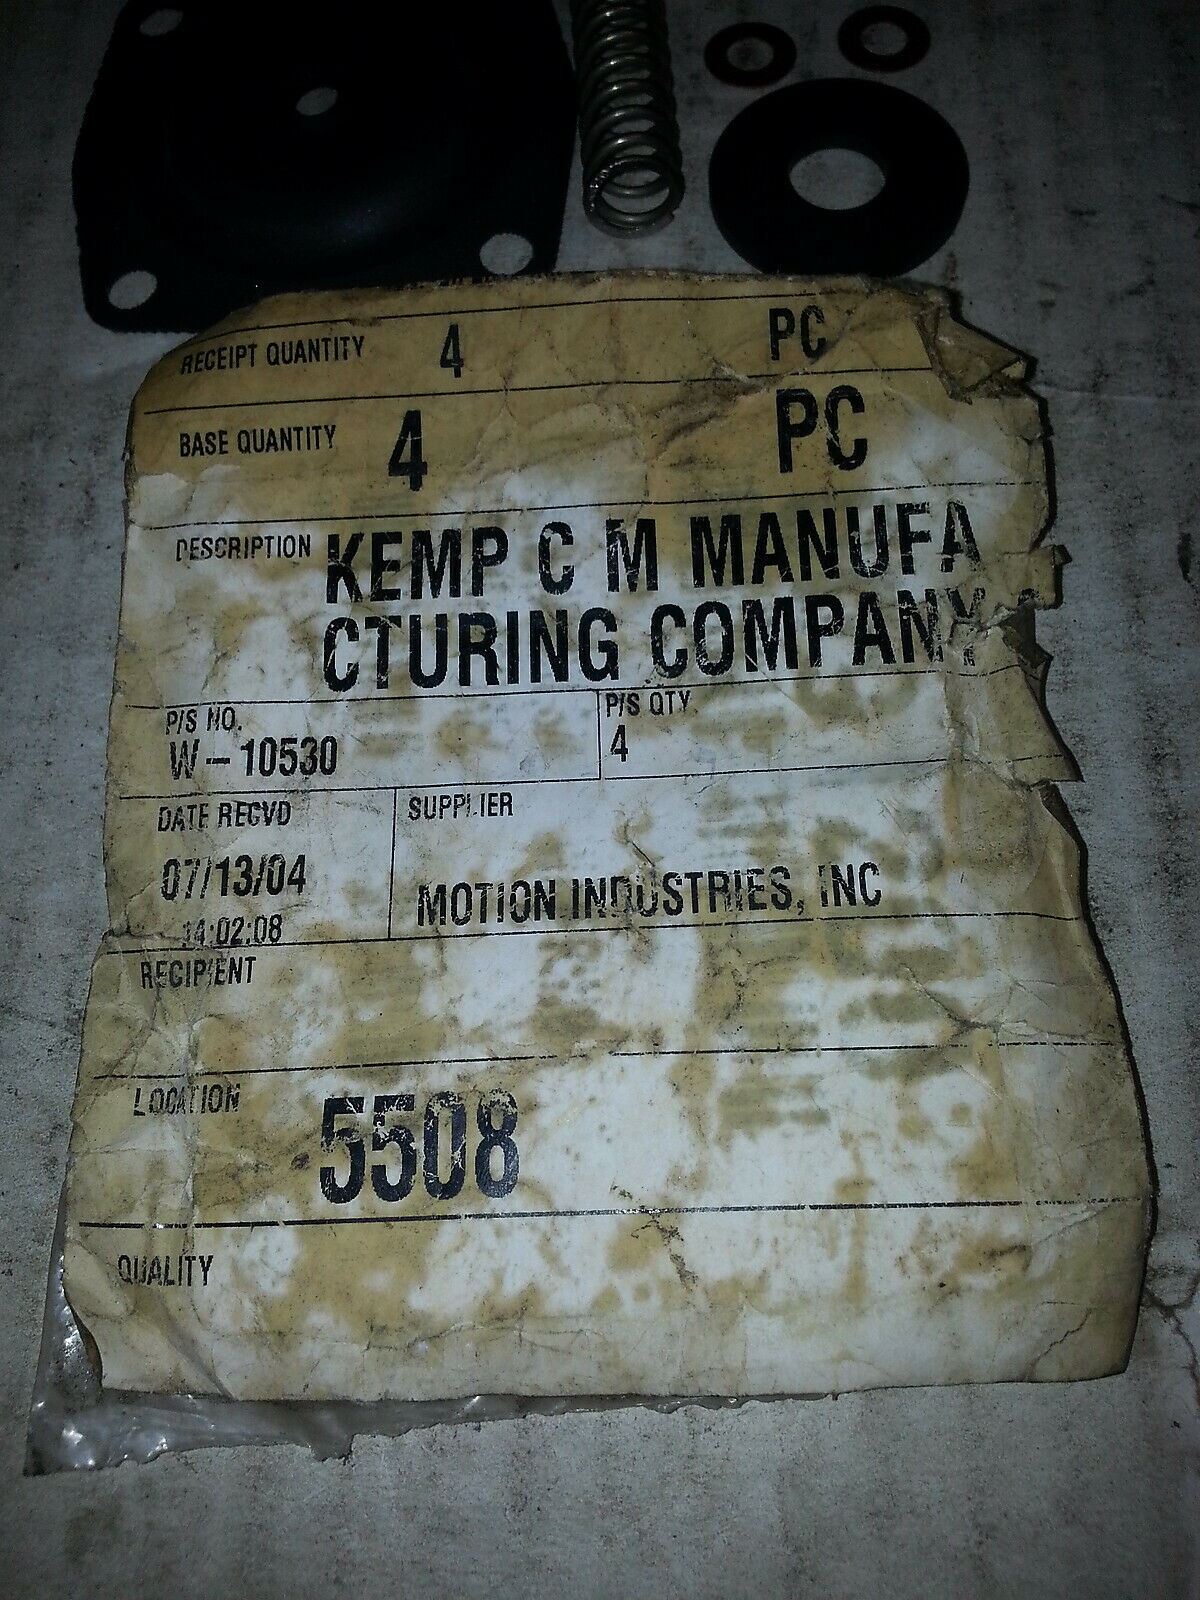 RECEIPT QUANTITY 4 PC
BASE QUANTITY 4 PC
DESCRIPTION KEMP C M MANUFA
CTURING COMPANY
P/S NO. P/S QTY
W-10530 4
DATE RECVD SUPPLIER
07/13/04 MOTION INDUSTRIES, INC
14:02:08
RECIPIENT
LOCATION 5508
QUALITY